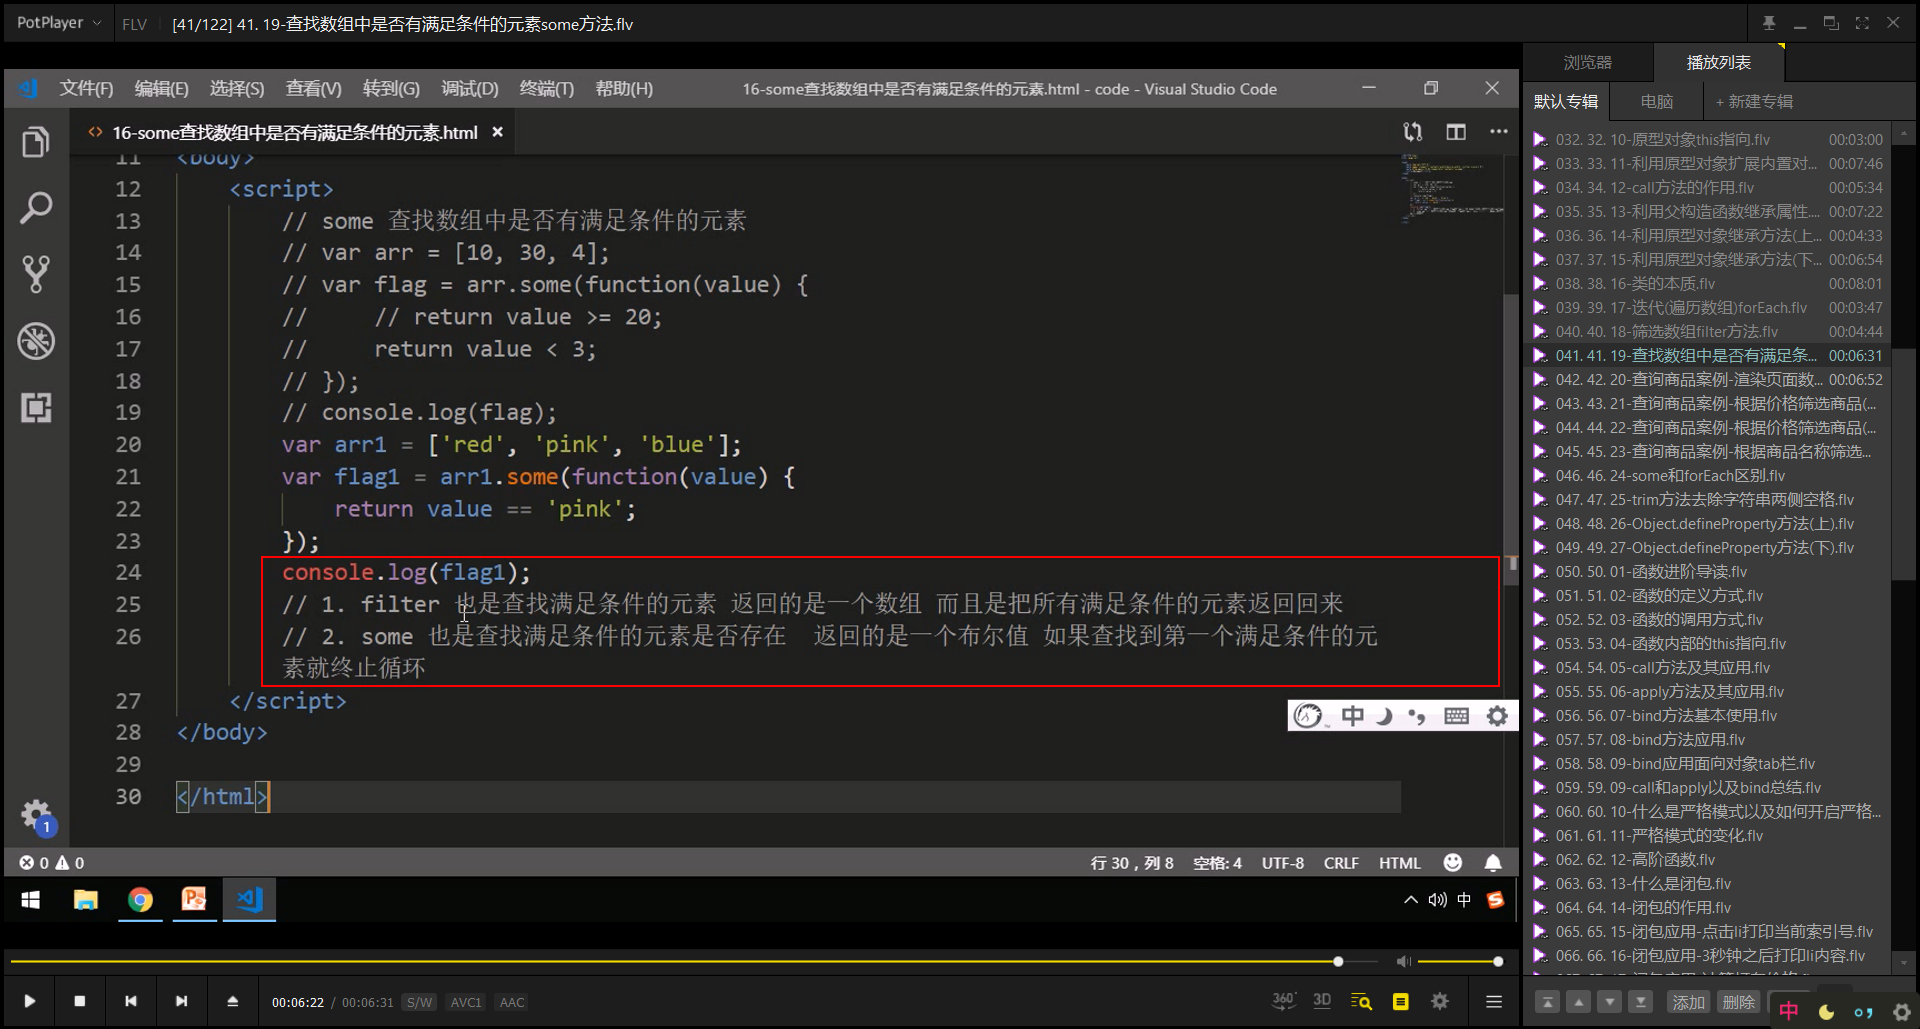 PotPlayer
FLV
[41/122] 41. 19-查找数组中是否有满足条件的元素some方法.flv
文件(F) 编辑(E) 选择(S) 查看(V) 转到(G) 调试(D) 终端(T) 帮助(H)
16-some查找数组中是否有满足条件的元素.html - code - Visual Studio Code
16-some查找数组中是否有满足条件的元素.html
11 <body>
12 <script>
13 // some 查找数组中是否有满足条件的元素
14 // var arr = [10, 30, 4];
15 // var flag = arr.some(function(value) {
16 // // return value >= 20;
17 // return value < 3;
18 // });
19 // console.log(flag);
20 var arr1 = ['red', 'pink', 'blue'];
21 var flag1 = arr1.some(function(value) {
22 return value == 'pink';
23 });
24 console.log(flag1);
25 // 1. filter 也是查找满足条件的元素 返回的是一个数组 而且是把所有满足条件的元素返回回来
26 // 2. some 也是查找满足条件的元素是否存在 返回的是一个布尔值 如果查找到第一个满足条件的元
素就终止循环
27 </script>
28 </body>
29
30 </html>
中
1
0 0
行 30，列 8 空格: 4 UTF-8 CRLF HTML
中
00:06:22 / 00:06:31 S/W AVC1 AAC
360° 3D
浏览器 播放列表
默认专辑 电脑 + 新建专辑
032. 32. 10-原型对象this指向.flv 00:03:00
033. 33. 11-利用原型对象扩展内置对... 00:07:46
034. 34. 12-call方法的作用.flv 00:05:34
035. 35. 13-利用父构造函数继承属性.... 00:07:22
036. 36. 14-利用原型对象继承方法(上... 00:04:33
037. 37. 15-利用原型对象继承方法(下... 00:06:54
038. 38. 16-类的本质.flv 00:08:01
039. 39. 17-迭代(遍历数组)forEach.flv 00:03:47
040. 40. 18-筛选数组filter方法.flv 00:04:44
041. 41. 19-查找数组中是否有满足条... 00:06:31
042. 42. 20-查询商品案例-渲染页面数... 00:06:52
043. 43. 21-查询商品案例-根据价格筛选商品(...
044. 44. 22-查询商品案例-根据价格筛选商品(...
045. 45. 23-查询商品案例-根据商品名称筛选...
046. 46. 24-some和forEach区别.flv
047. 47. 25-trim方法去除字符串两侧空格.flv
048. 48. 26-Object.defineProperty方法(上).flv
049. 49. 27-Object.defineProperty方法(下).flv
050. 50. 01-函数进阶导读.flv
051. 51. 02-函数的定义方式.flv
052. 52. 03-函数的调用方式.flv
053. 53. 04-函数内部的this指向.flv
054. 54. 05-call方法及其应用.flv
055. 55. 06-apply方法及其应用.flv
056. 56. 07-bind方法基本使用.flv
057. 57. 08-bind方法应用.flv
058. 58. 09-bind应用面向对象tab栏.flv
059. 59. 09-call和apply以及bind总结.flv
060. 60. 10-什么是严格模式以及如何开启严格...
061. 61. 11-严格模式的变化.flv
062. 62. 12-高阶函数.flv
063. 63. 13-什么是闭包.flv
064. 64. 14-闭包的作用.flv
065. 65. 15-闭包应用-点击li打印当前索引号.flv
066. 66. 16-闭包应用-3秒钟之后打印li内容.flv
添加 删除
中